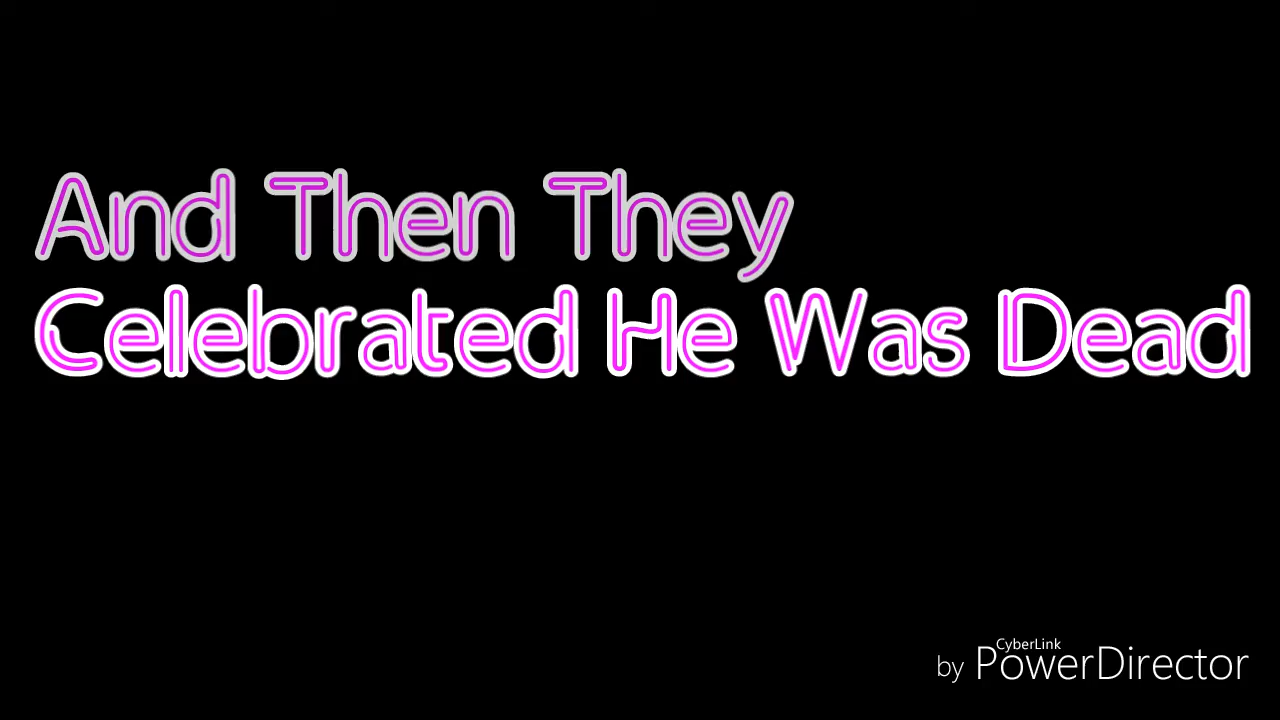 And Then They
Celebrated He Was Dead
CyberLink
by PowerDirector